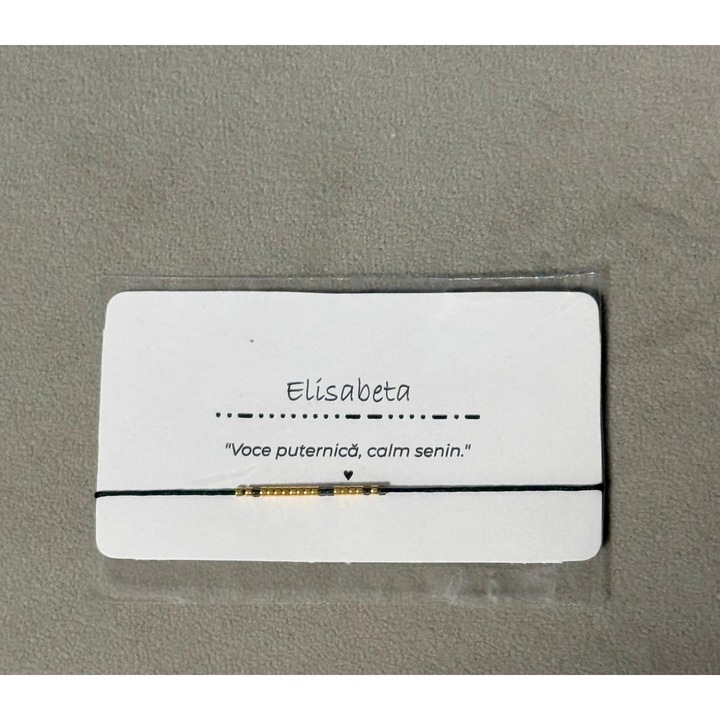 Elisabeta
"Voce puternică, calm senin."
♥